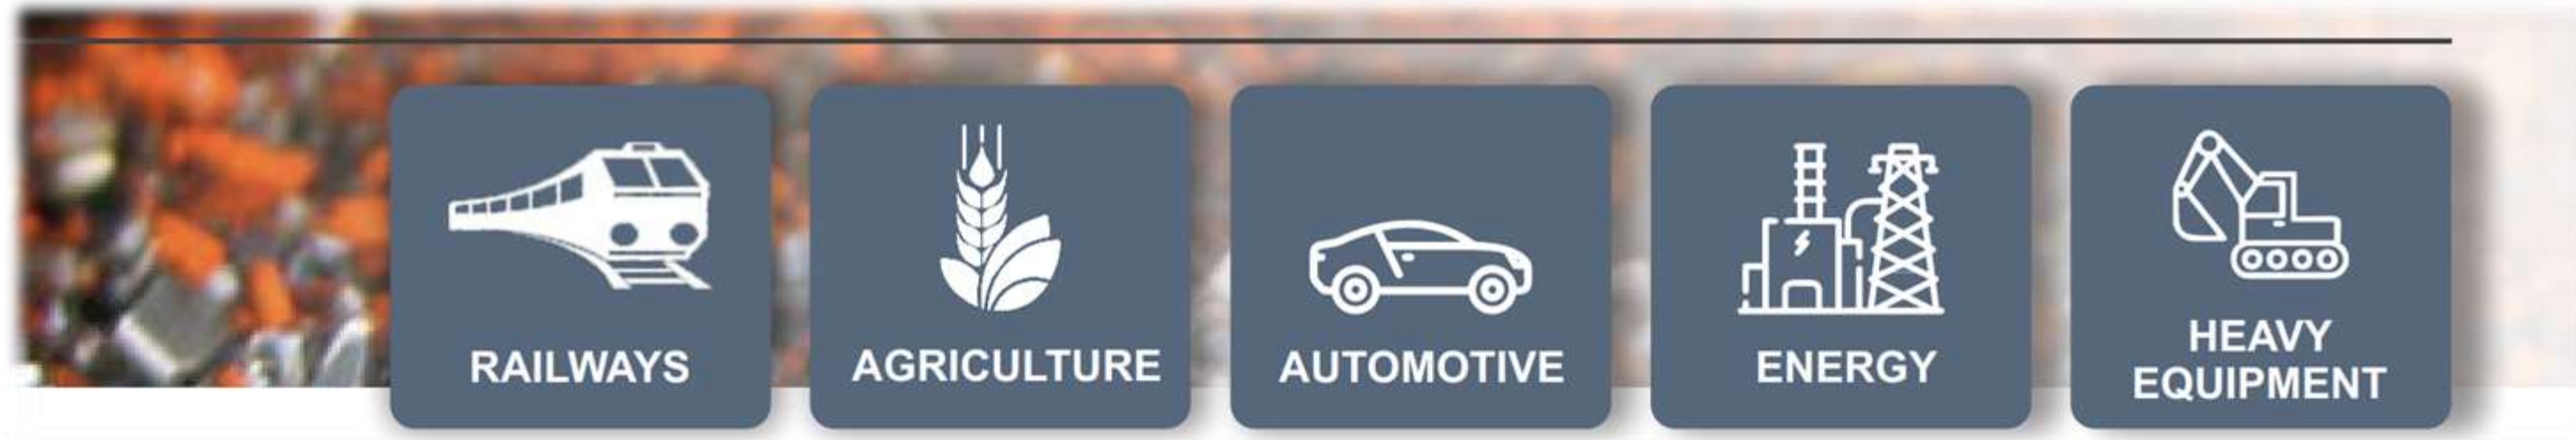 RAILWAYS
AGRICULTURE
AUTOMOTIVE
ENERGY
HEAVY
EQUIPMENT